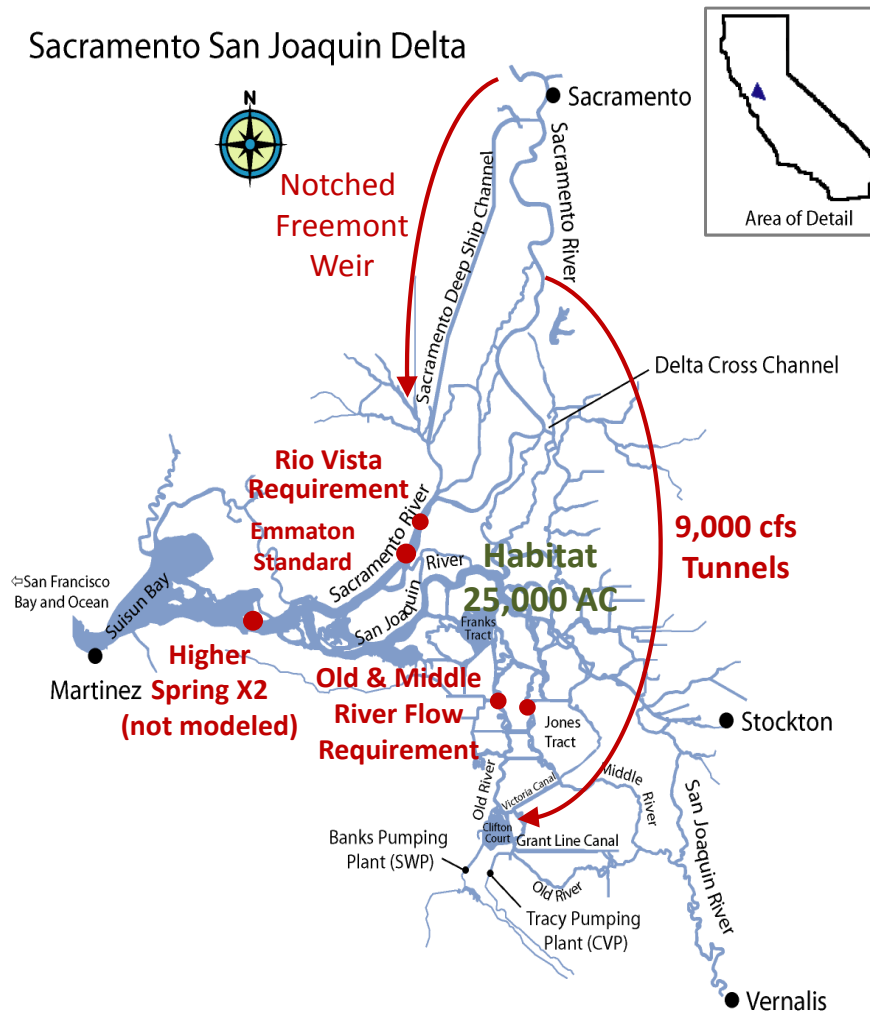 Sacramento San Joaquin Delta
N
Sacramento
Area of Detail
Notched
Freemont
Weir
Sacramento Deep Ship Channel
Sacramento River
Delta Cross Channel
Rio Vista
Requirement
Emmaton
Standard
Sacramento River
9,000 cfs
Tunnels
Habitat
25,000 AC
⇦San Francisco
Bay and Ocean
Suisun Bay
San Joaquin
River
Franks
Tract
Martinez
Higher
Spring X2
(not modeled)
Old & Middle
River Flow
Requirement
Jones
Tract
Stockton
Old River
Victoria Canal
Middle
River
San Joaquin River
Clifton
Court
Grant Line Canal
Banks Pumping
Plant (SWP)
Old River
Tracy Pumping
Plant (CVP)
Vernalis